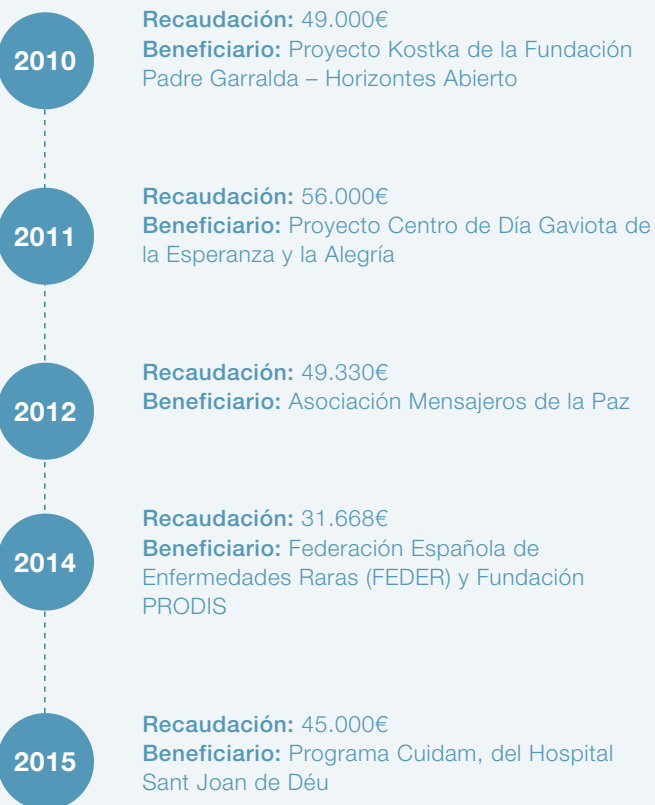 2010
Recaudación: 49.000€
Beneficiario: Proyecto Kostka de la Fundación
Padre Garralda – Horizontes Abierto
2011
Recaudación: 56.000€
Beneficiario: Proyecto Centro de Día Gaviota de
la Esperanza y la Alegría
2012
Recaudación: 49.330€
Beneficiario: Asociación Mensajeros de la Paz
2014
Recaudación: 31.668€
Beneficiario: Federación Española de
Enfermedades Raras (FEDER) y Fundación
PRODIS
2015
Recaudación: 45.000€
Beneficiario: Programa Cuidam, del Hospital
Sant Joan de Déu